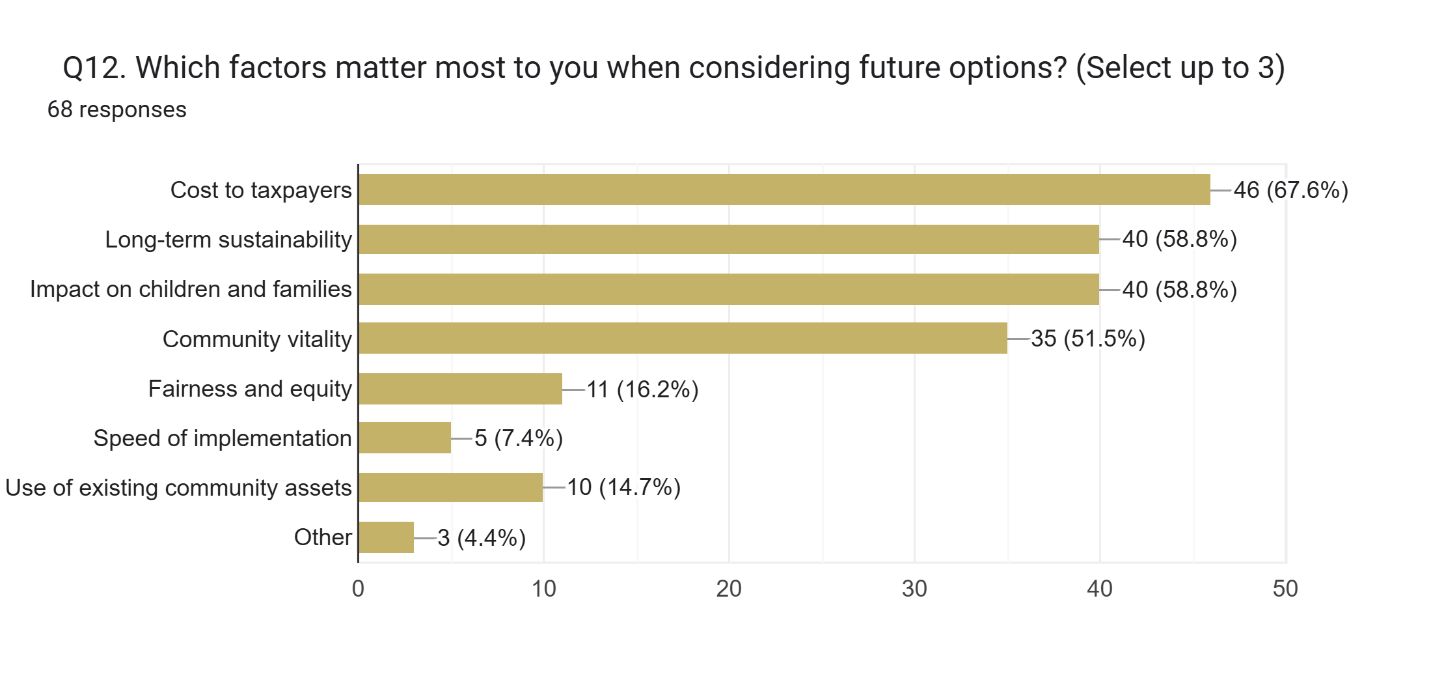 Q12. Which factors matter most to you when considering future options? (Select up to 3)
68 responses
Cost to taxpayers 46 (67.6%)
Long-term sustainability 40 (58.8%)
Impact on children and families 40 (58.8%)
Community vitality 35 (51.5%)
Fairness and equity 11 (16.2%)
Speed of implementation 5 (7.4%)
Use of existing community assets 10 (14.7%)
Other 3 (4.4%)
0 10 20 30 40 50